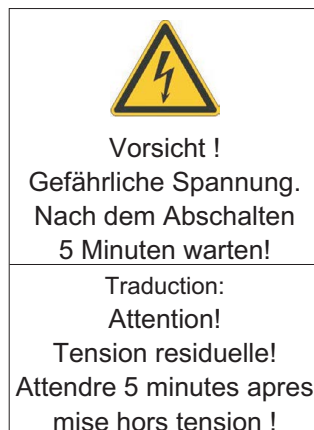 Vorsicht !
Gefährliche Spannung.
Nach dem Abschalten
5 Minuten warten!
Traduction:
Attention!
Tension residuelle!
Attendre 5 minutes apres
mise hors tension !